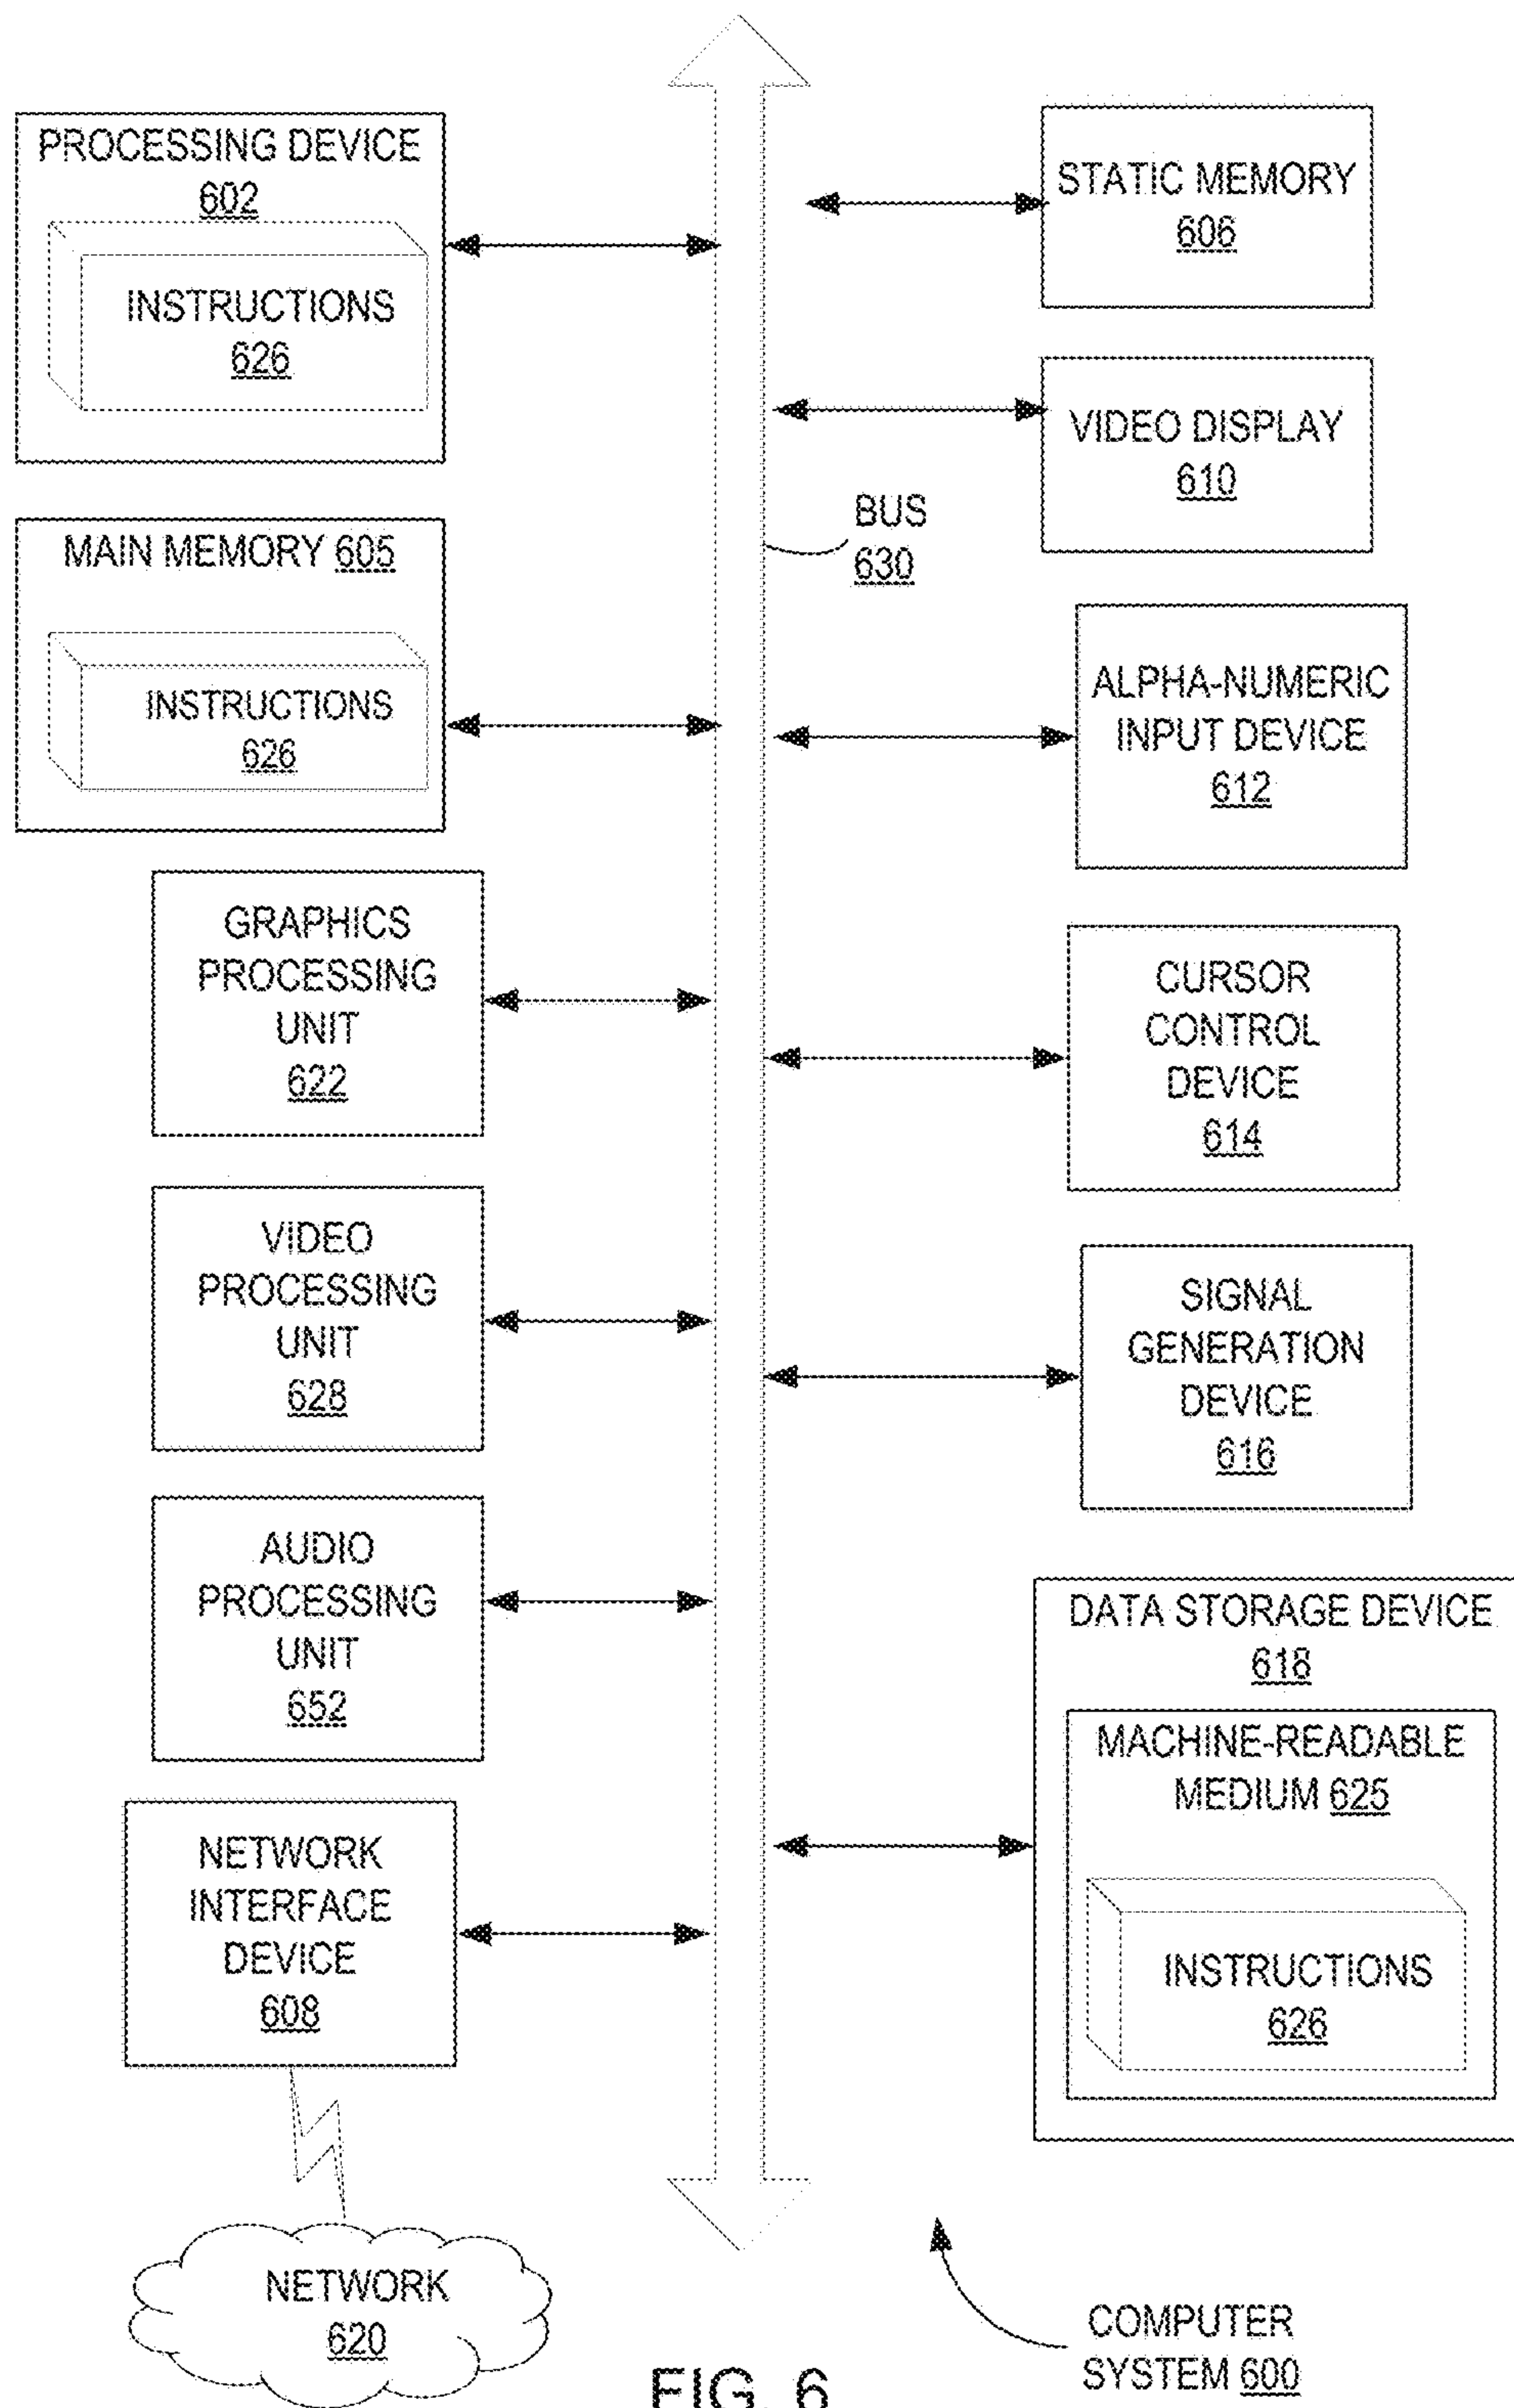 PROCESSING DEVICE
602
INSTRUCTIONS
626
MAIN MEMORY 605
INSTRUCTIONS
626
GRAPHICS
PROCESSING
UNIT
622
VIDEO
PROCESSING
UNIT
628
AUDIO
PROCESSING
UNIT
652
NETWORK
INTERFACE
DEVICE
608
NETWORK
620
BUS
630
STATIC MEMORY
606
VIDEO DISPLAY
610
ALPHA-NUMERIC
INPUT DEVICE
612
CURSOR
CONTROL
DEVICE
614
SIGNAL
GENERATION
DEVICE
616
DATA STORAGE DEVICE
618
MACHINE-READABLE
MEDIUM 625
INSTRUCTIONS
626
COMPUTER
SYSTEM 600
FIG. 6